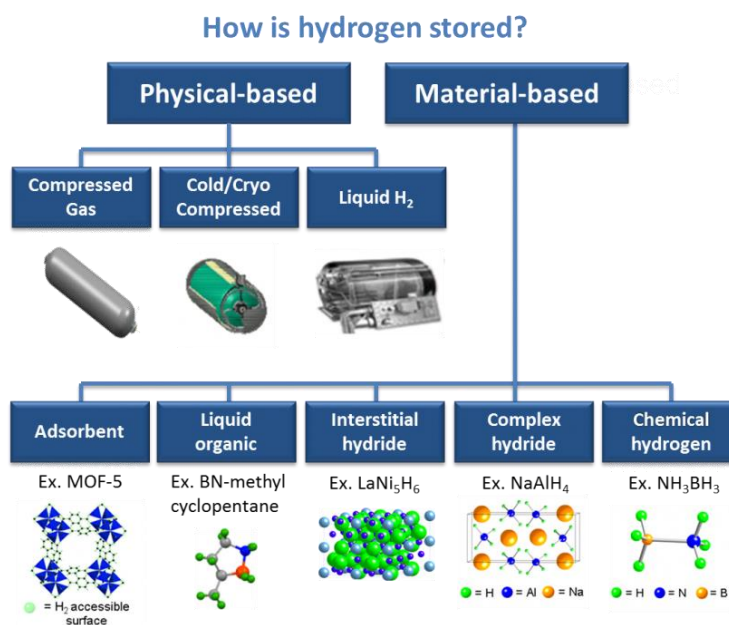 How is hydrogen stored?
Physical-based
Material-based
Compressed
Gas
Cold/Cryo
Compressed
Liquid H₂
Adsorbent
Liquid
organic
Interstitial
hydride
Complex
hydride
Chemical
hydrogen
Ex. MOF-5
Ex. BN-methyl
cyclopentane
Ex. LaNi₅H₆
Ex. NaAlH₄
Ex. NH₃BH₃
= H₂ accessible
surface
= H = Al = Na
= H = N = B